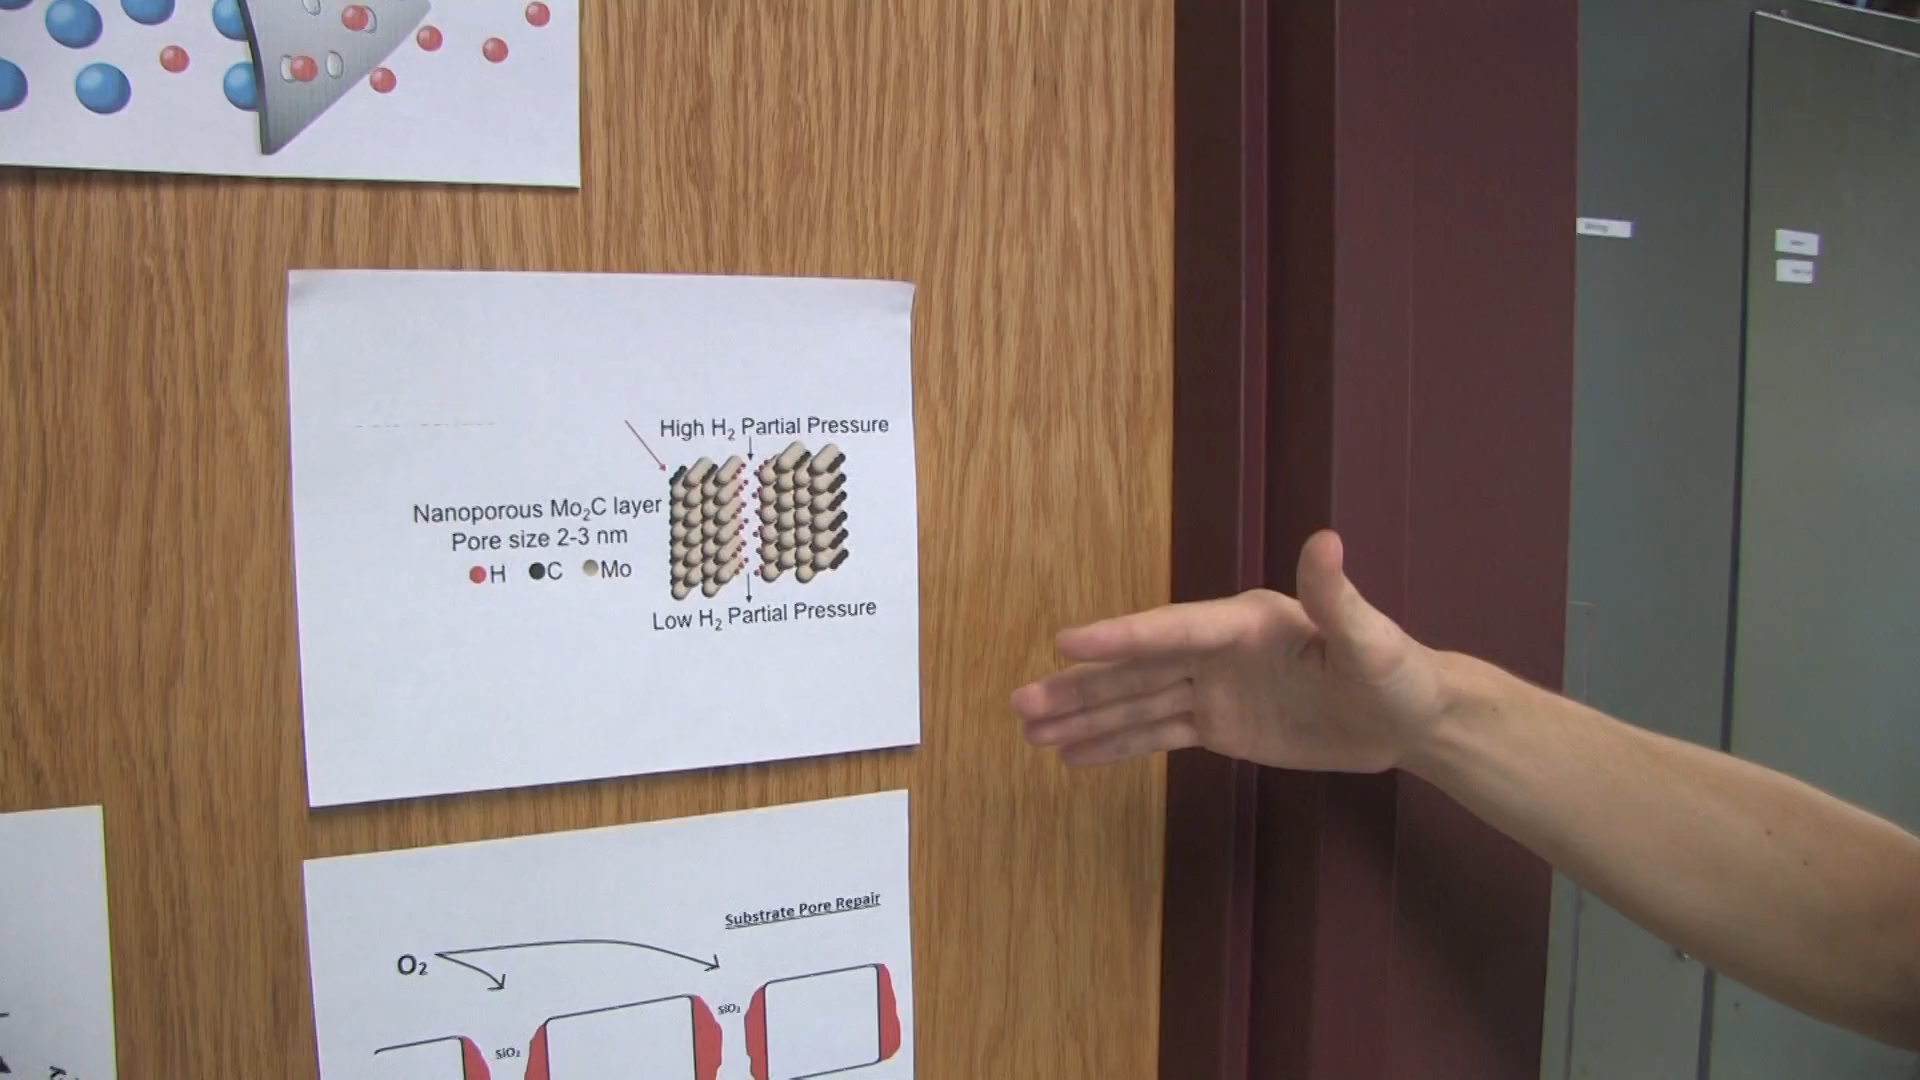 High H₂ Partial Pressure
Nanoporous Mo₂C layer
Pore size 2-3 nm
H C Mo
Low H₂ Partial Pressure
Substrate Pore Repair
O₂
SiO₂
SiO₂